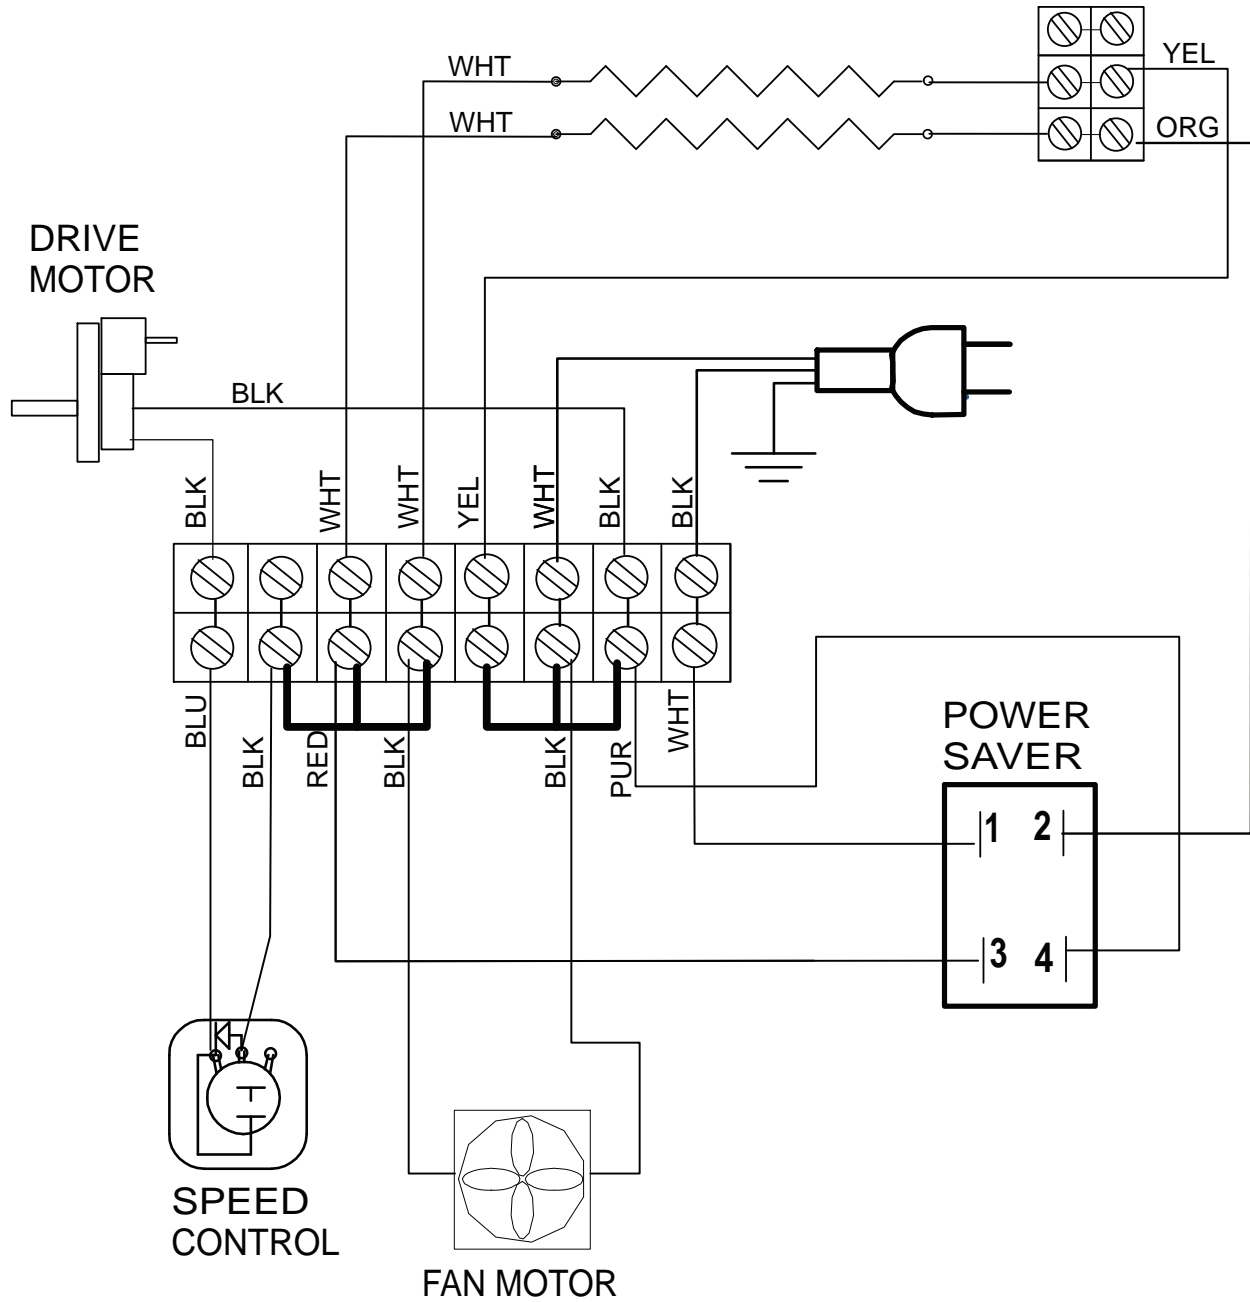 WHT
YEL
WHT
ORG
DRIVE
MOTOR
BLK
BLK
WHT
WHT
YEL
WHT
BLK
BLK
BLU
BLK
RED
BLK
BLK
PUR
WHT
POWER
SAVER
1 2
3 4
SPEED
CONTROL
FAN MOTOR